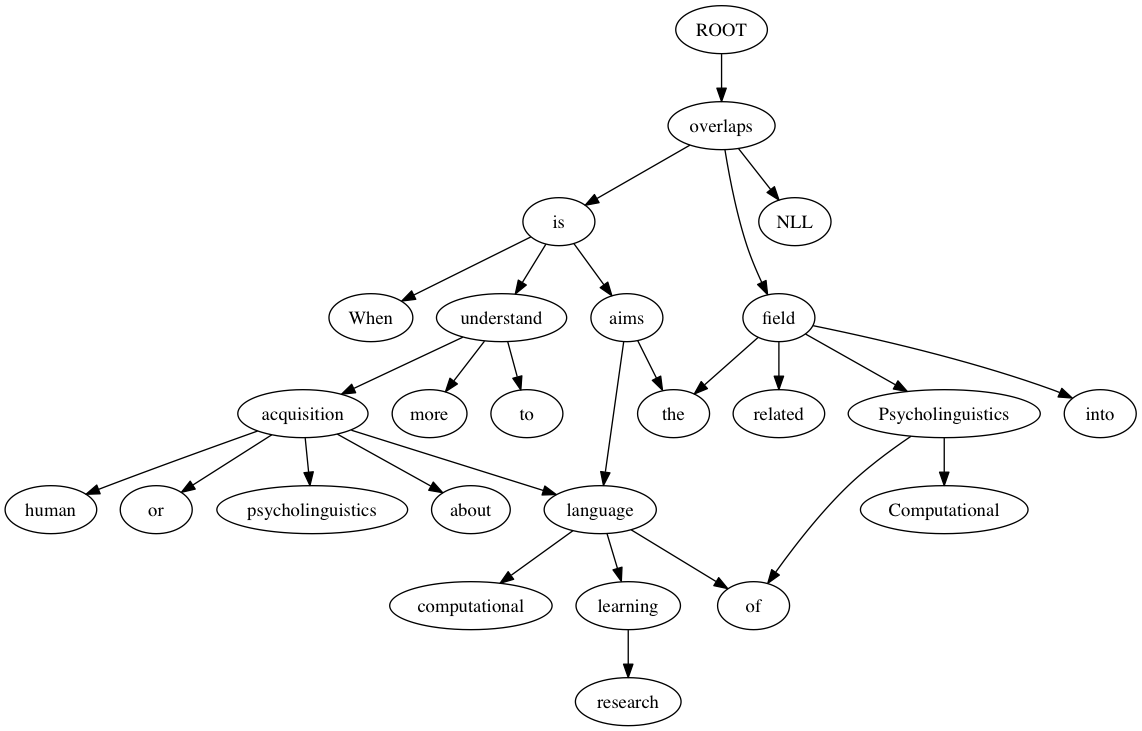 ROOT
overlaps
is
NLL
When
understand
aims
field
acquisition
more
to
the
related
Psycholinguistics
into
human
or
psycholinguistics
about
language
Computational
computational
learning
of
research